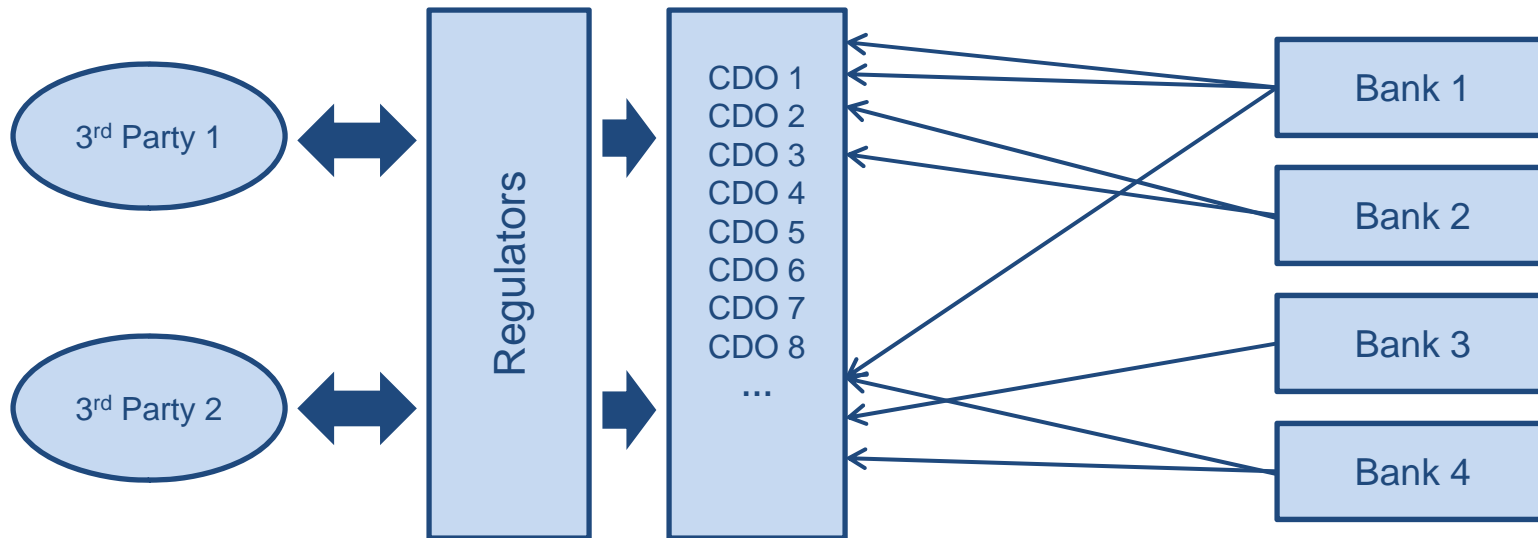 3rd Party 1
3rd Party 2
Regulators
CDO 1
CDO 2
CDO 3
CDO 4
CDO 5
CDO 6
CDO 7
CDO 8
...
Bank 1
Bank 2
Bank 3
Bank 4